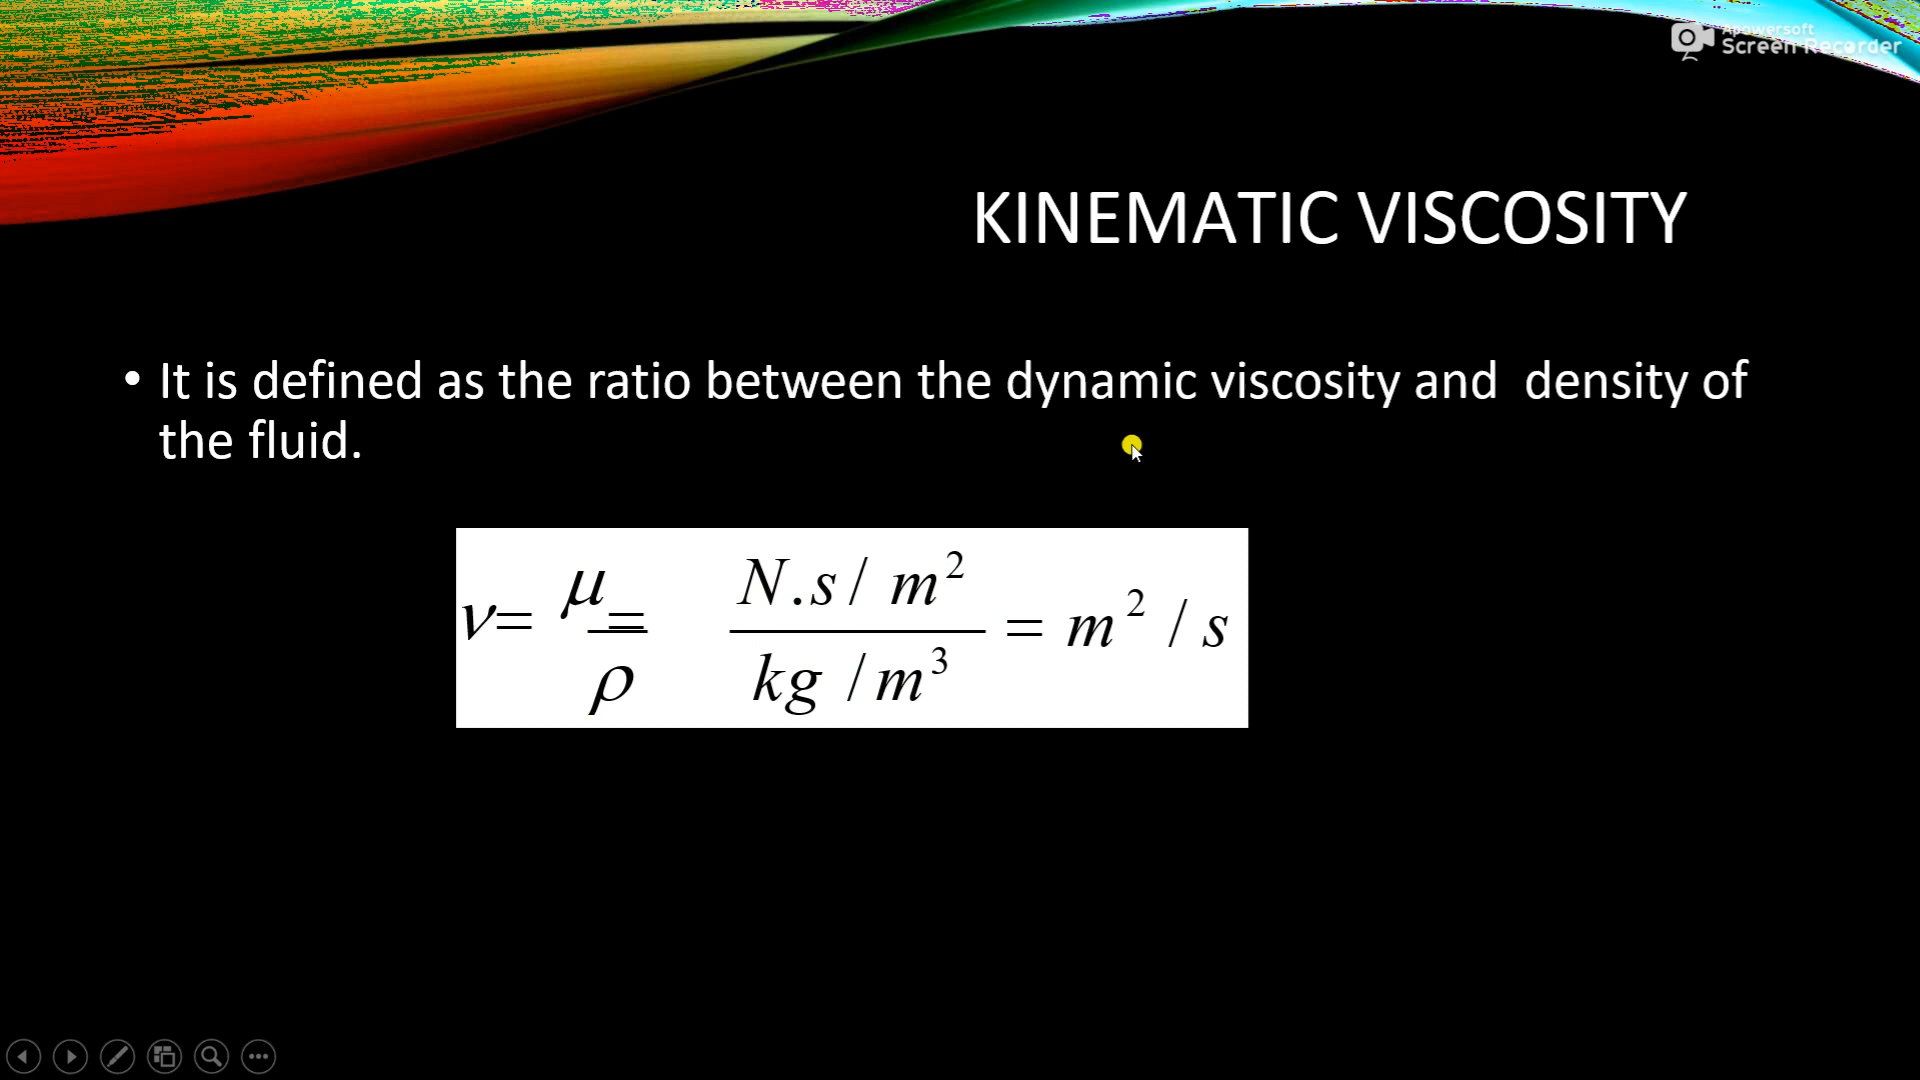 Apowersoft
Screen Recorder
KINEMATIC VISCOSITY
• It is defined as the ratio between the dynamic viscosity and  density of
the fluid.
ν = μ / ρ = (N.s / m²) / (kg / m³) = m² / s